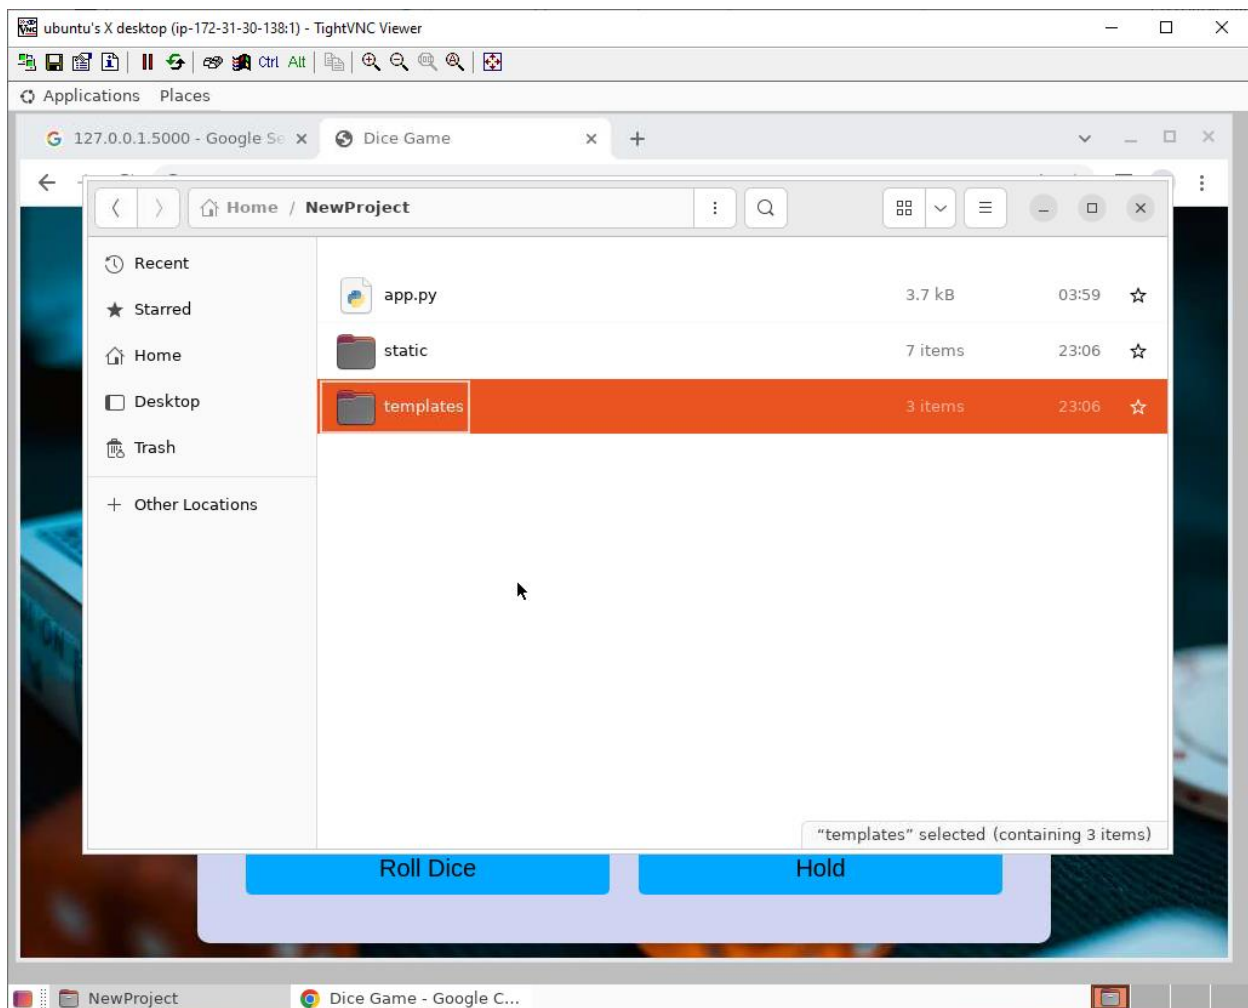 ubuntu's X desktop (ip-172-31-30-138:1) - TightVNC Viewer
Ctrl Alt
Applications Places
127.0.0.1.5000 - Google Se Dice Game
Home / NewProject
Recent
Starred
Home
Desktop
Trash
Other Locations
app.py 3.7 kB 03:59
static 7 items 23:06
templates 3 items 23:06
"templates" selected (containing 3 items)
Roll Dice Hold
NewProject Dice Game - Google C...